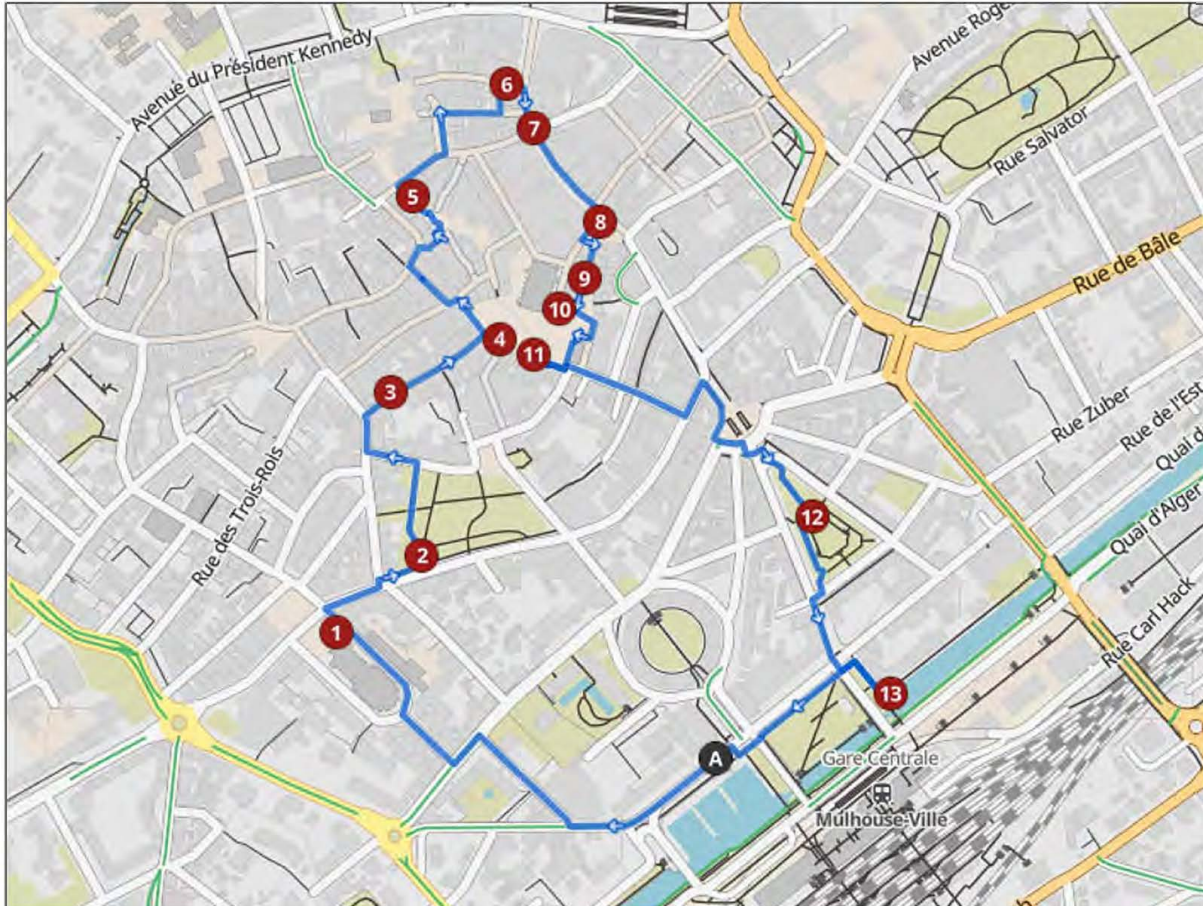 Avenue du Président Kennedy
Avenue Roge
6
7
Rue Salvator
5
8
Rue de Bâle
9
10
4
11
3
Rue Zuber
Rue de l'Est
Quai d
Rue des Trois-Rois
12
Quai d'Alger
2
1
Rue Carl Hack
13
A
Gare Centrale
Mulhouse-Ville